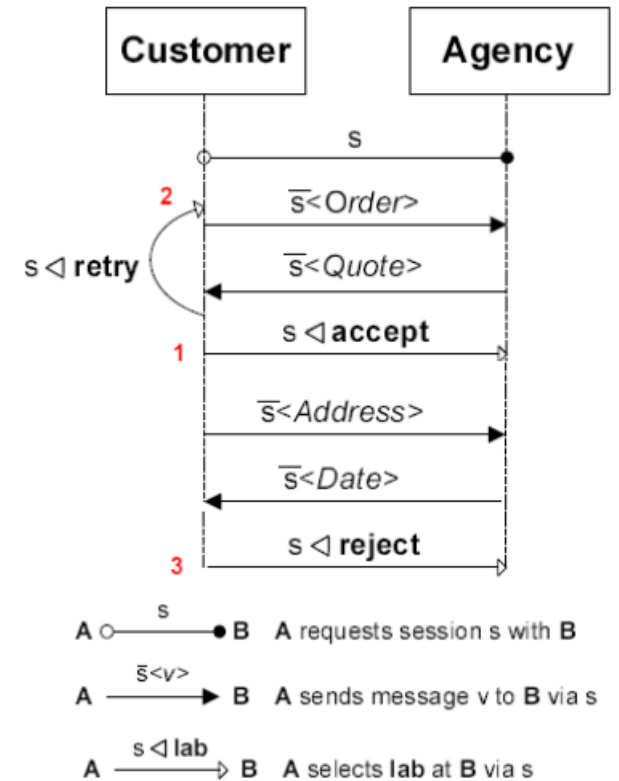 Customer Agency
s
2 s̅<Order>
s ◁ retry s̅<Quote>
1 s ◁ accept
s̅<Address>
s̅<Date>
3 s ◁ reject
s
A B A requests session s with B
s̅<v>
A B A sends message v to B via s
s ◁ lab
A B A selects lab at B via s